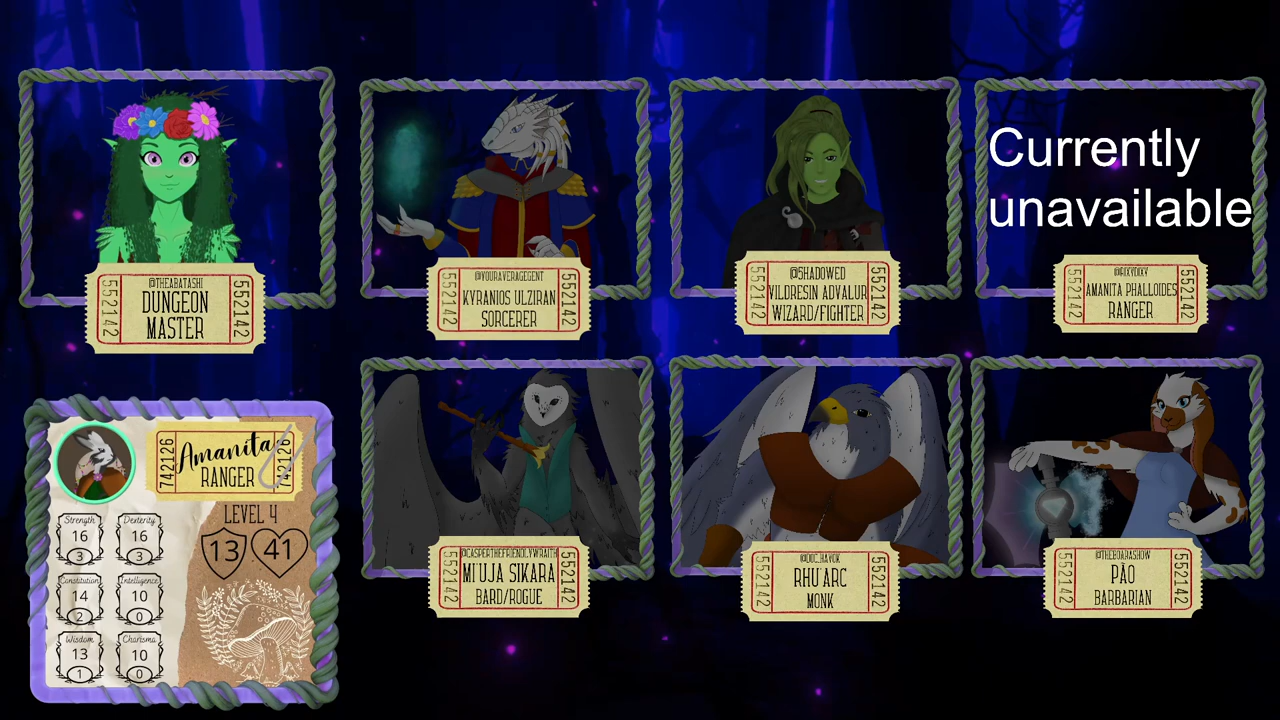 @THEABATASHI
DUNGEON
MASTER
552142
552142
@YOURAVERAGEGENT
KYRANIOS ULZIRAN
SORCERER
552142
552142
@SHADOWED
VILDRESIN ADVALUR
WIZARD/FIGHTER
552142
552142
Currently
unavailable
AMANITA PHALLOIDES
RANGER
552142
552142
Amanita
RANGER
742126
742126
LEVEL 4
13
41
Strength
16
3
Dexterity
16
3
Constitution
14
2
Intelligence
10
0
Wisdom
13
1
Charisma
10
0
@CASPERTHEFRIENDLYWRAITH
MI'UJA SIKARA
BARD/ROGUE
552142
552142
@DOC_HAVOK
RHU'ARC
MONK
552142
552142
@THEBOARASHOW
PÃO
BARBARIAN
552142
552142